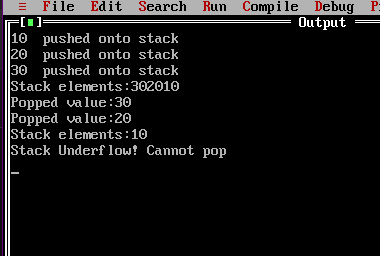 ≡ File Edit Search Run Compile Debug
[■] Output
10 pushed onto stack
20 pushed onto stack
30 pushed onto stack
Stack elements:302010
Popped value:30
Popped value:20
Stack elements:10
Stack Underflow! Cannot pop
_